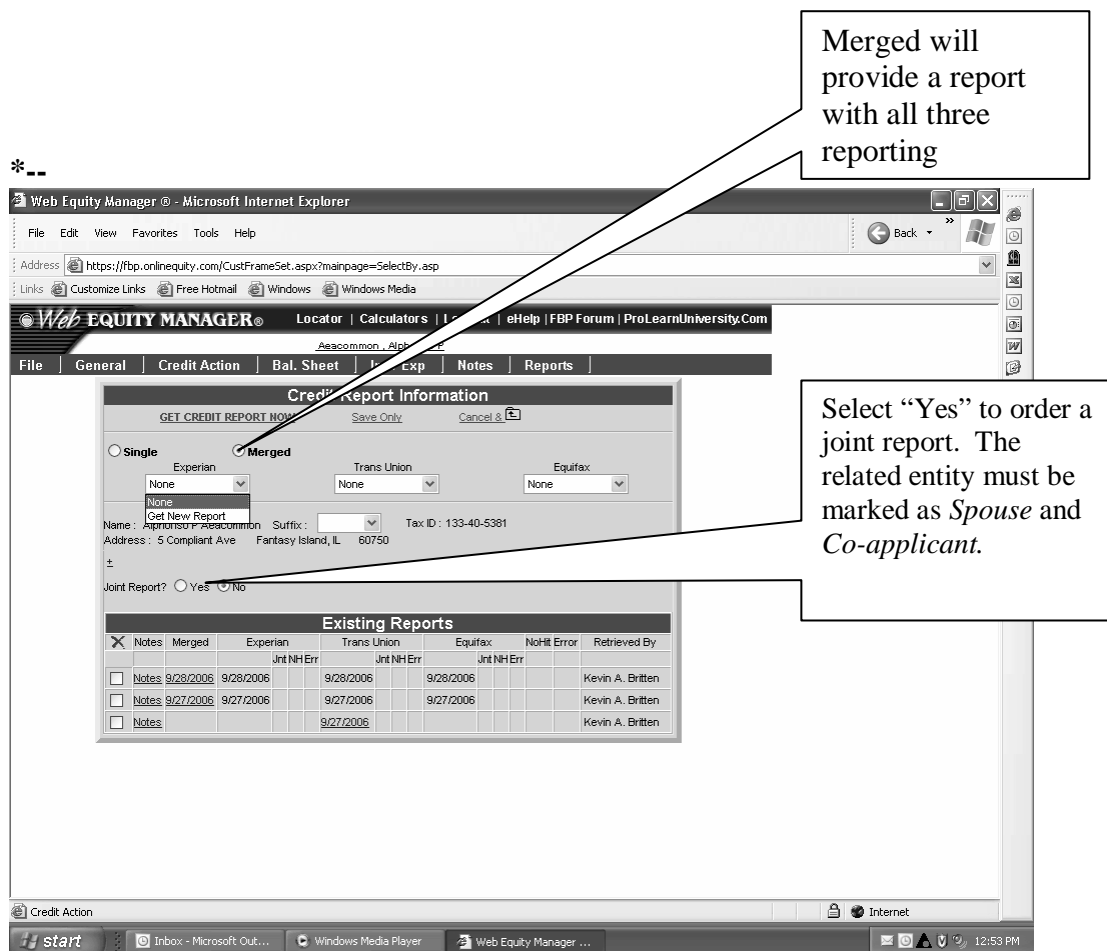 Merged will
provide a report
with all three
reporting
*--
Web Equity Manager ® - Microsoft Internet Explorer
File Edit View Favorites Tools Help
Back
Address https://fbp.onlinequity.com/CustFrameSet.aspx?mainpage=SelectBy.asp
Links Customize Links Free Hotmail Windows Windows Media
Web EQUITY MANAGER® Locator | Calculators | | eHelp | FBP Forum | ProLearnUniversity.Com
Aeacommon , P
File | General | Credit Action | Bal. Sheet | Exp | Notes | Reports |
Credit Report Information
GET CREDIT REPORT NOW Save Only Cancel &
Single Merged
Experian Trans Union Equifax
None None None
None
Get New Report
Name : Alphonso P Aeacommon Suffix : Tax ID : 133-40-5381
Address : 5 Compliant Ave Fantasy Island, IL 60750
+
Joint Report? Yes No
Select “Yes” to order a
joint report. The
related entity must be
marked as Spouse and
Co-applicant.
Existing Reports
X Notes Merged Experian Trans Union Equifax NoHit Error Retrieved By
Jnt NH Err Jnt NH Err Jnt NH Err
Notes 9/28/2006 9/28/2006 9/28/2006 9/28/2006 Kevin A. Britten
Notes 9/27/2006 9/27/2006 9/27/2006 9/27/2006 Kevin A. Britten
Notes 9/27/2006 Kevin A. Britten
Credit Action Internet
start Inbox - Microsoft Out... Windows Media Player Web Equity Manager ... 12:53 PM